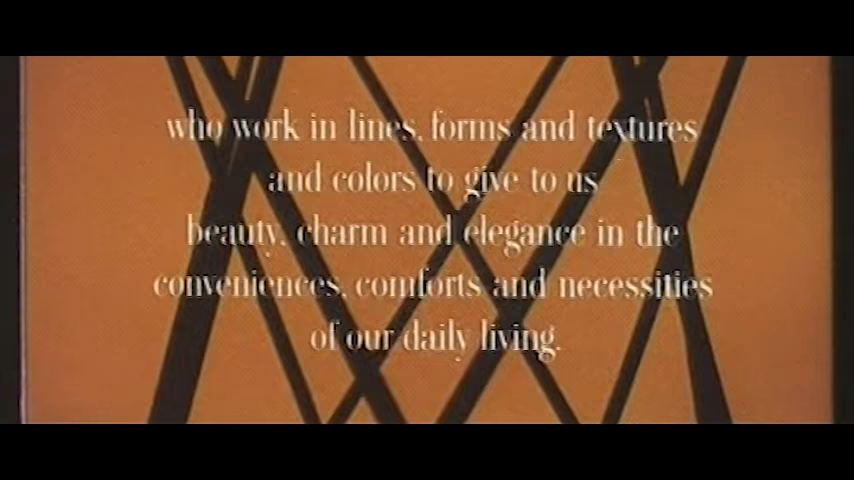 who work in lines, forms and textures
and colors to give to us
beauty, charm and elegance in the
conveniences, comforts and necessities
of our daily living.